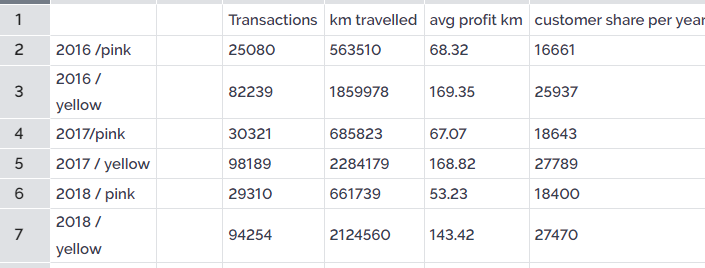 1 Transactions km travelled avg profit km customer share per year
2 2016 /pink 25080 563510 68.32 16661
3 2016 /
yellow 82239 1859978 169.35 25937
4 2017/pink 30321 685823 67.07 18643
5 2017 / yellow 98189 2284179 168.82 27789
6 2018 / pink 29310 661739 53.23 18400
7 2018 /
yellow 94254 2124560 143.42 27470